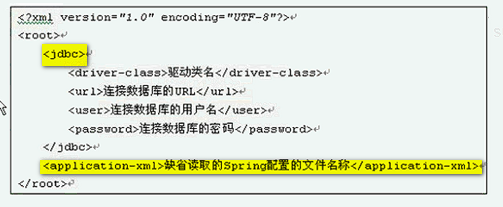 <?xml version="1.0" encoding="UTF-8"?>
<root>
<jdbc>
<driver-class>驱动类名</driver-class>
<url>连接数据库的URL</url>
<user>连接数据库的用户名</user>
<password>连接数据库的密码</password>
</jdbc>
<application-xml>缺省读取的Spring配置的文件名称</application-xml>
</root>